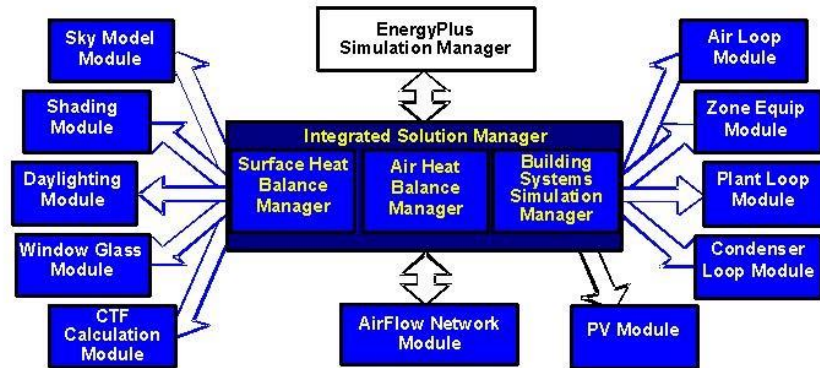 EnergyPlus
Simulation Manager
Sky Model
Module
Shading
Module
Daylighting
Module
Window Glass
Module
CTF
Calculation
Module
Integrated Solution Manager
Surface Heat
Balance
Manager
Air Heat
Balance
Manager
Building
Systems
Simulation
Manager
AirFlow Network
Module
Air Loop
Module
Zone Equip
Module
Plant Loop
Module
Condenser
Loop Module
PV Module